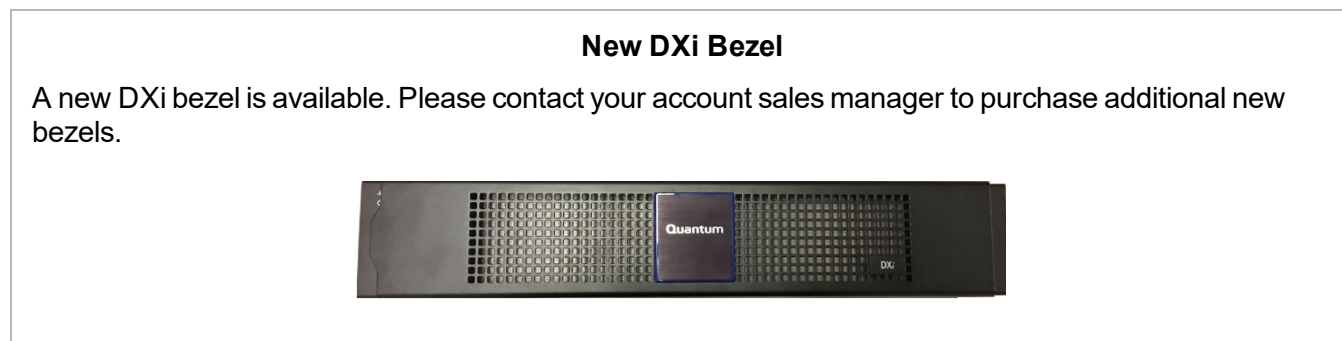 New DXi Bezel
A new DXi bezel is available. Please contact your account sales manager to purchase additional new
bezels.
Quantum
DXi